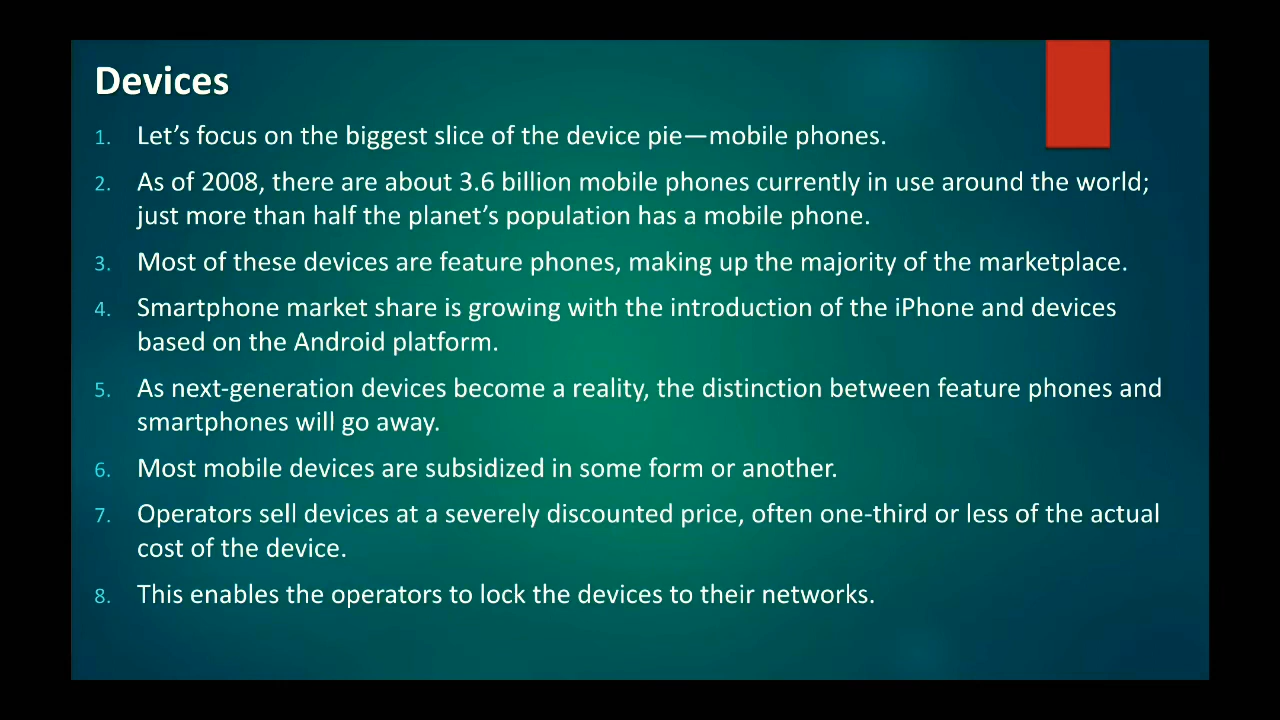 Devices
1. Let’s focus on the biggest slice of the device pie—mobile phones.
2. As of 2008, there are about 3.6 billion mobile phones currently in use around the world;
just more than half the planet’s population has a mobile phone.
3. Most of these devices are feature phones, making up the majority of the marketplace.
4. Smartphone market share is growing with the introduction of the iPhone and devices
based on the Android platform.
5. As next-generation devices become a reality, the distinction between feature phones and
smartphones will go away.
6. Most mobile devices are subsidized in some form or another.
7. Operators sell devices at a severely discounted price, often one-third or less of the actual
cost of the device.
8. This enables the operators to lock the devices to their networks.